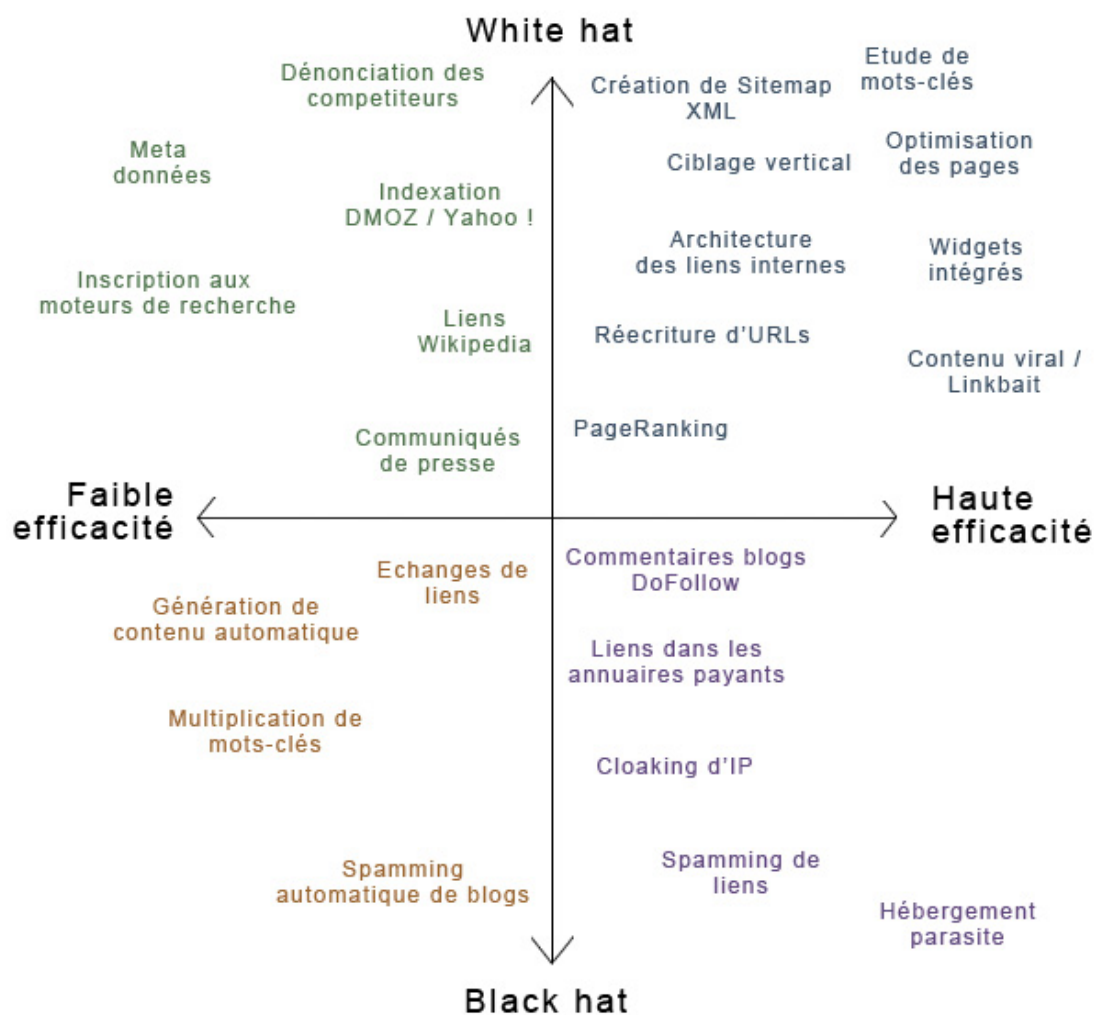 White hat
Dénonciation des
competiteurs
Meta
données
Indexation
DMOZ / Yahoo !
Inscription aux
moteurs de recherche
Liens
Wikipedia
Communiqués
de presse
Création de Sitemap
XML
Etude de
mots-clés
Ciblage vertical
Optimisation
des pages
Architecture
des liens internes
Widgets
intégrés
Réecriture d'URLs
Contenu viral /
Linkbait
PageRanking
Faible
efficacité
Haute
efficacité
Echanges de
liens
Génération de
contenu automatique
Multiplication de
mots-clés
Spamming
automatique de blogs
Commentaires blogs
DoFollow
Liens dans les
annuaires payants
Cloaking d'IP
Spamming de
liens
Hébergement
parasite
Black hat